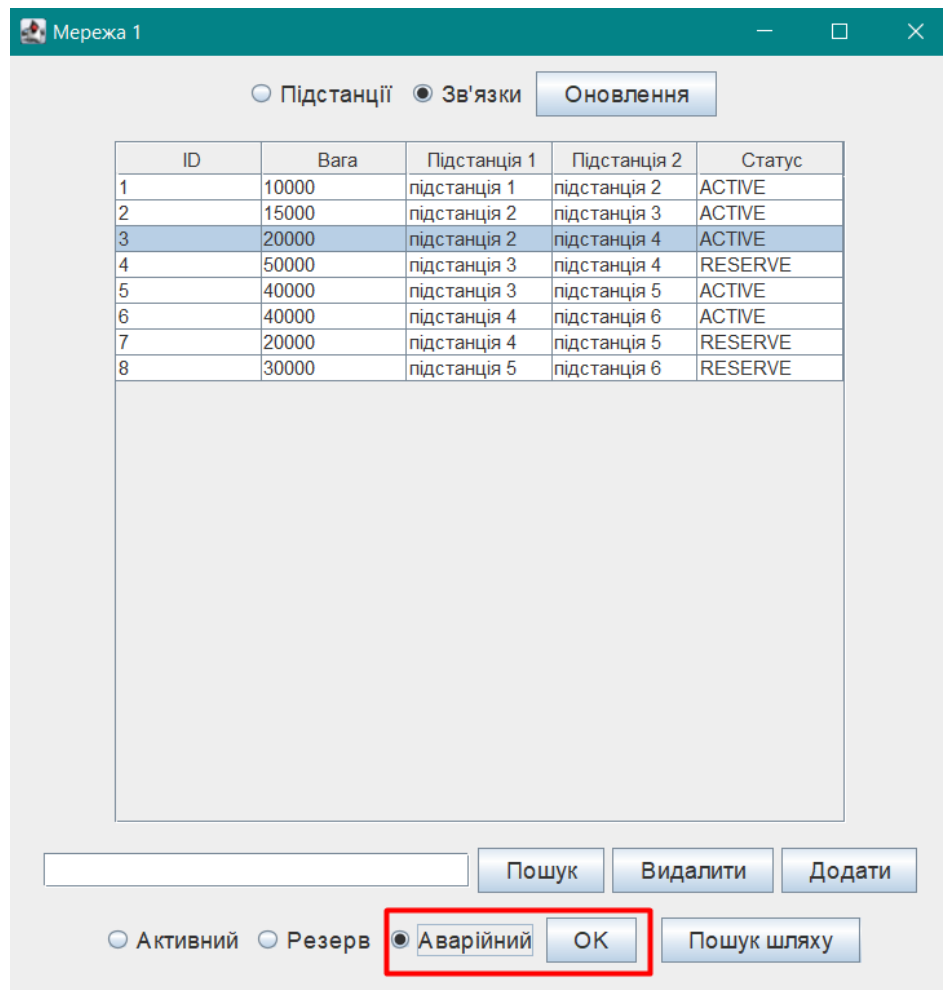 Мережа 1
Підстанції Зв'язки Оновлення
ID Вага Підстанція 1 Підстанція 2 Статус
1 10000 підстанція 1 підстанція 2 ACTIVE
2 15000 підстанція 2 підстанція 3 ACTIVE
3 20000 підстанція 2 підстанція 4 ACTIVE
4 50000 підстанція 3 підстанція 4 RESERVE
5 40000 підстанція 3 підстанція 5 ACTIVE
6 40000 підстанція 4 підстанція 6 ACTIVE
7 20000 підстанція 4 підстанція 5 RESERVE
8 30000 підстанція 5 підстанція 6 RESERVE
Пошук Видалити Додати
Активний Резерв Аварійний OK Пошук шляху